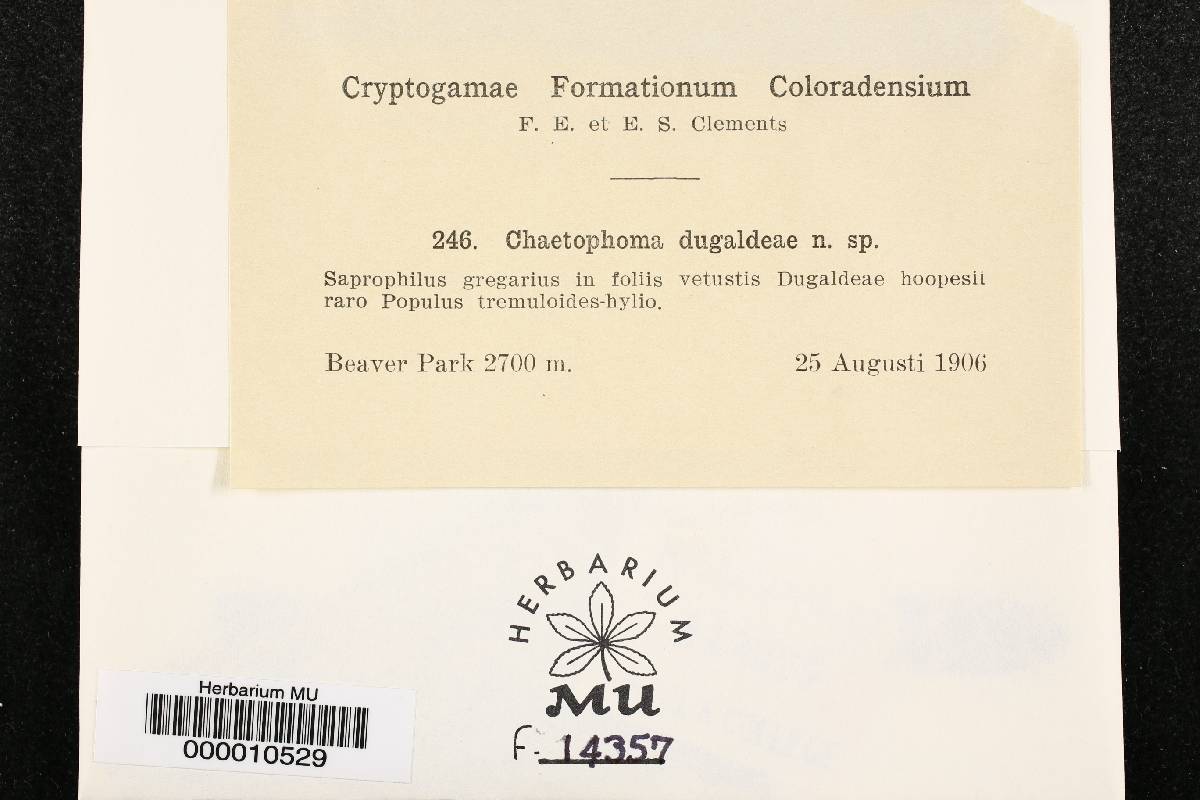 Cryptogamae Formationum Coloradensium
F. E. et E. S. Clements
246. Chaetophoma dugaldeae n. sp.
Saprophilus gregarius in foliis vetustis Dugaldeae hoopesii
raro Populus tremuloides-hylio.
Beaver Park 2700 m. 25 Augusti 1906
HERBARIUM
MU
F. 14357
Herbarium MU
000010529